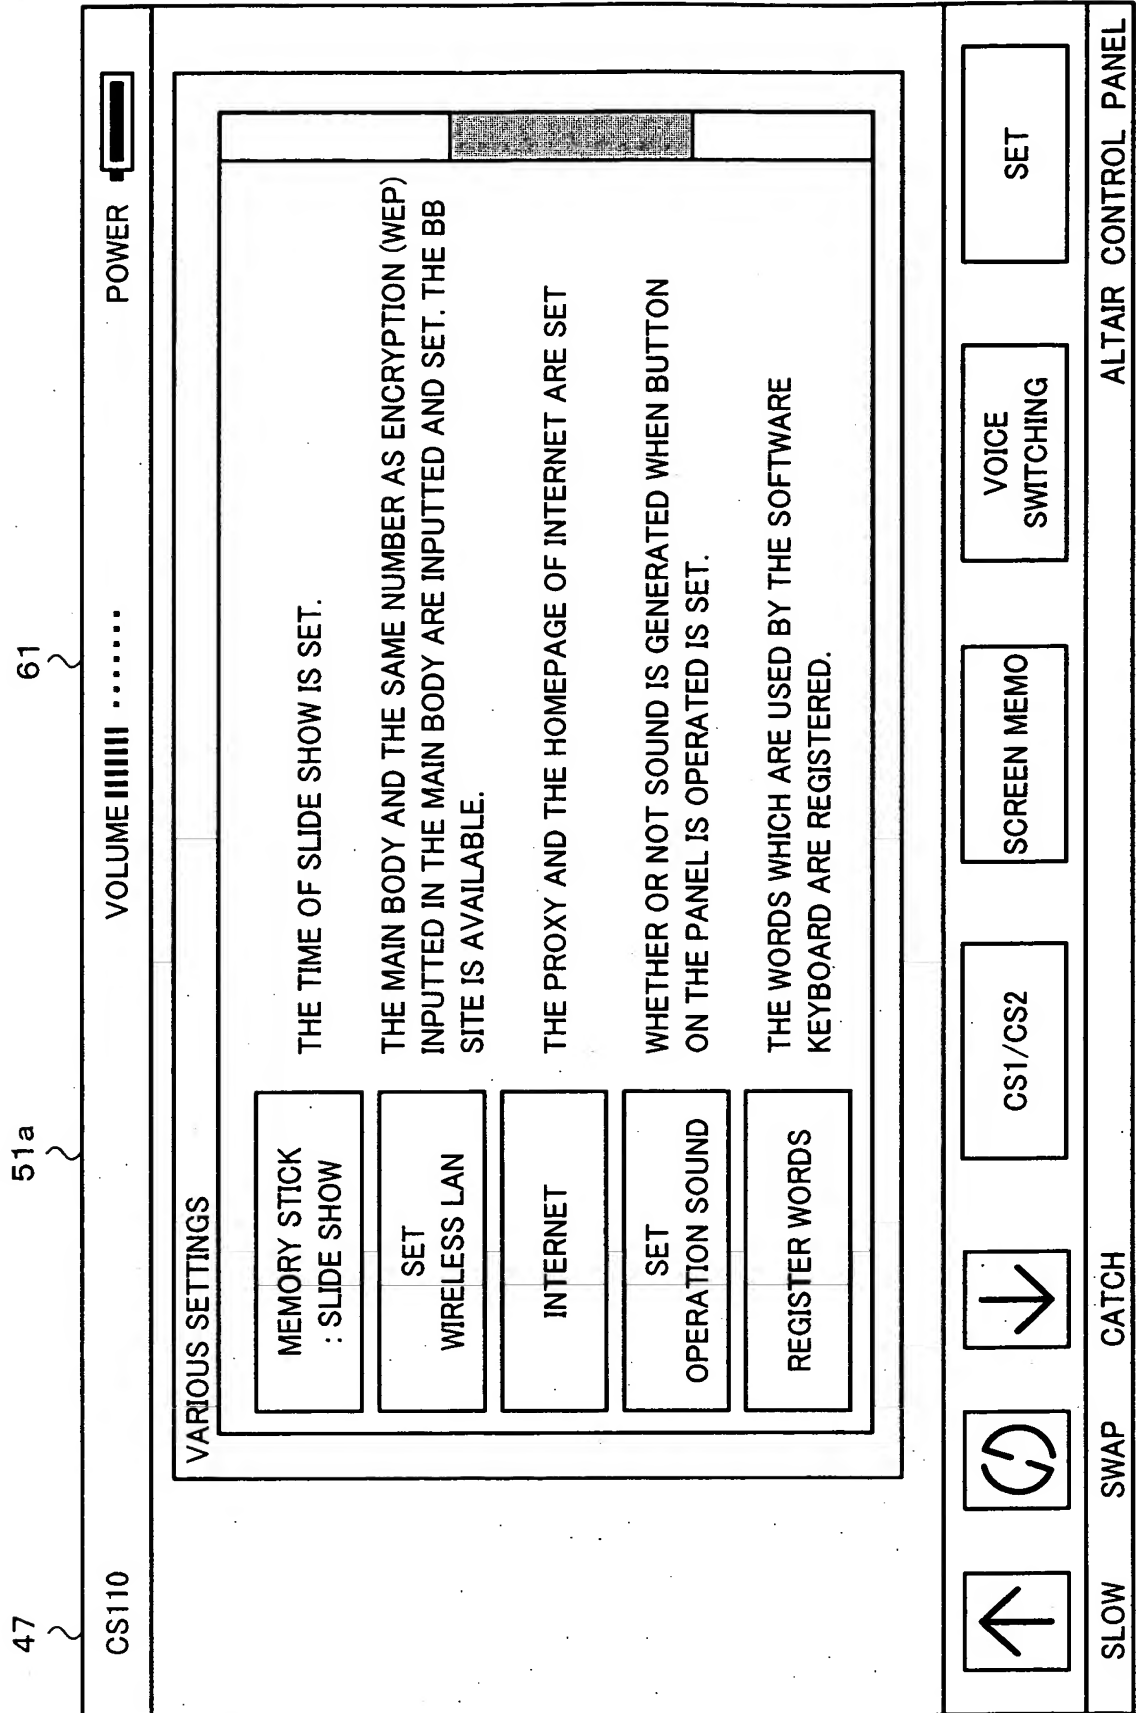 47
51a
61
CS110
VOLUME
POWER
VARIOUS SETTINGS
MEMORY STICK
: SLIDE SHOW
THE TIME OF SLIDE SHOW IS SET.
SET
WIRELESS LAN
THE MAIN BODY AND THE SAME NUMBER AS ENCRYPTION (WEP)
INPUTTED IN THE MAIN BODY ARE INPUTTED AND SET. THE BB
SITE IS AVAILABLE.
INTERNET
THE PROXY AND THE HOMEPAGE OF INTERNET ARE SET
SET
OPERATION SOUND
WHETHER OR NOT SOUND IS GENERATED WHEN BUTTON
ON THE PANEL IS OPERATED IS SET.
REGISTER WORDS
THE WORDS WHICH ARE USED BY THE SOFTWARE
KEYBOARD ARE REGISTERED.
CS1/CS2
SCREEN MEMO
VOICE
SWITCHING
SET
SLOW
SWAP
CATCH
ALTAIR CONTROL PANEL